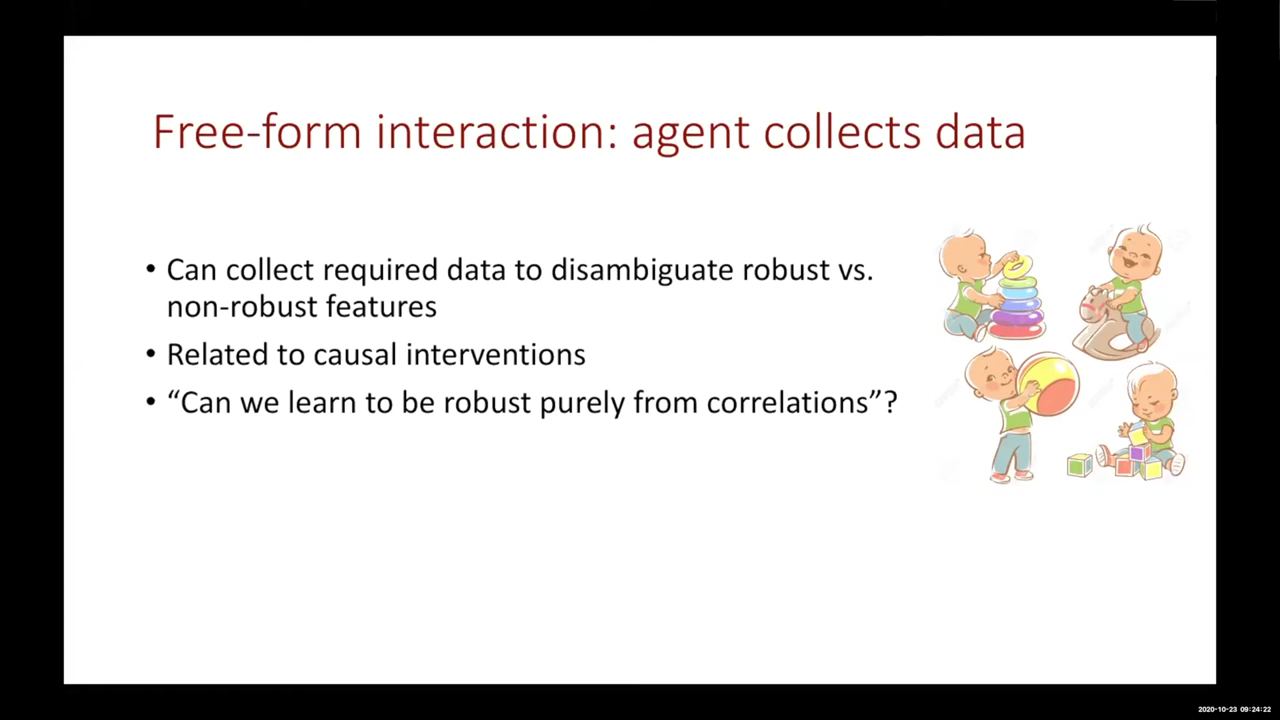 Free-form interaction: agent collects data
• Can collect required data to disambiguate robust vs.
non-robust features
• Related to causal interventions
• “Can we learn to be robust purely from correlations”?
2020-10-23 09:24:22